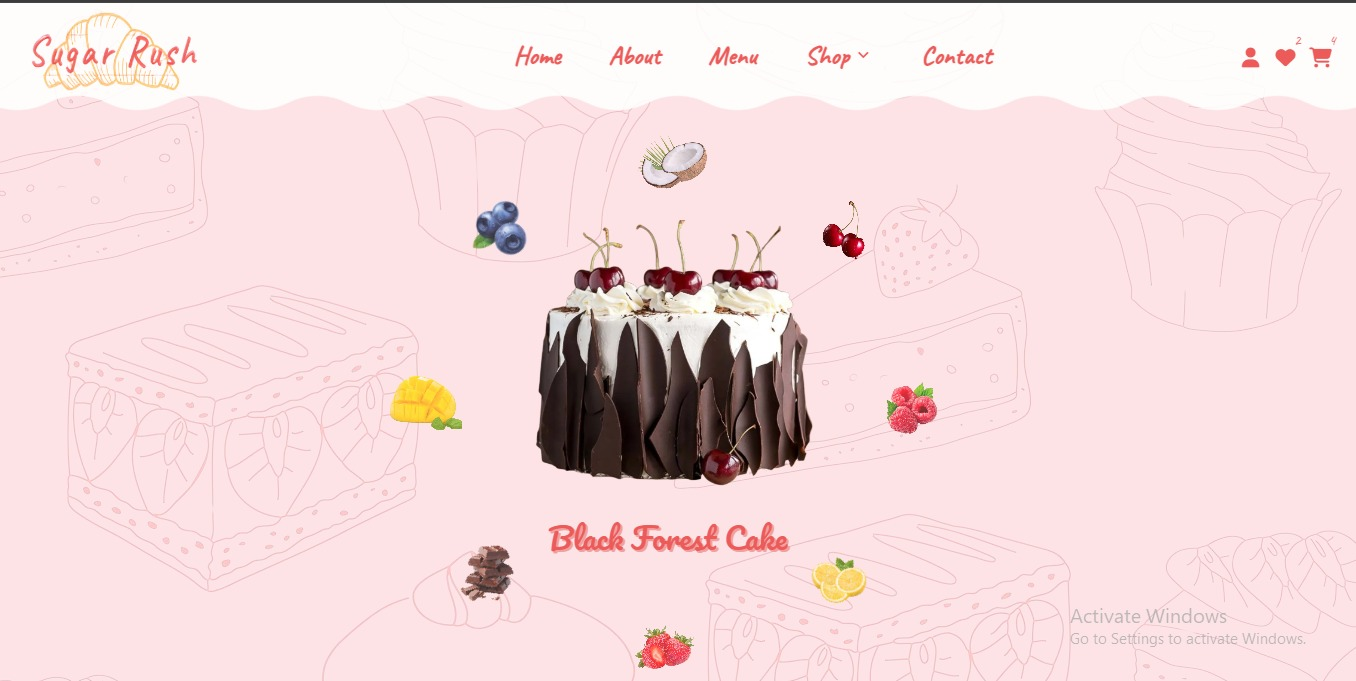 Sugar Rush
Home
About
Menu
Shop
Contact
2
4
Black Forest Cake
Activate Windows
Go to Settings to activate Windows.